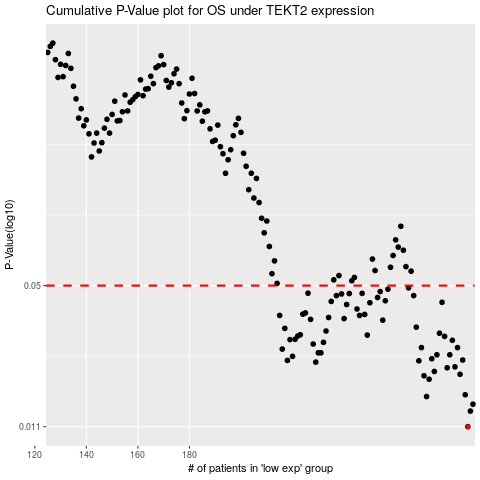 Cumulative P-Value plot for OS under TEKT2 expression
P-Value(log10)
0.05
0.011
120
140
160
180
# of patients in 'low exp' group